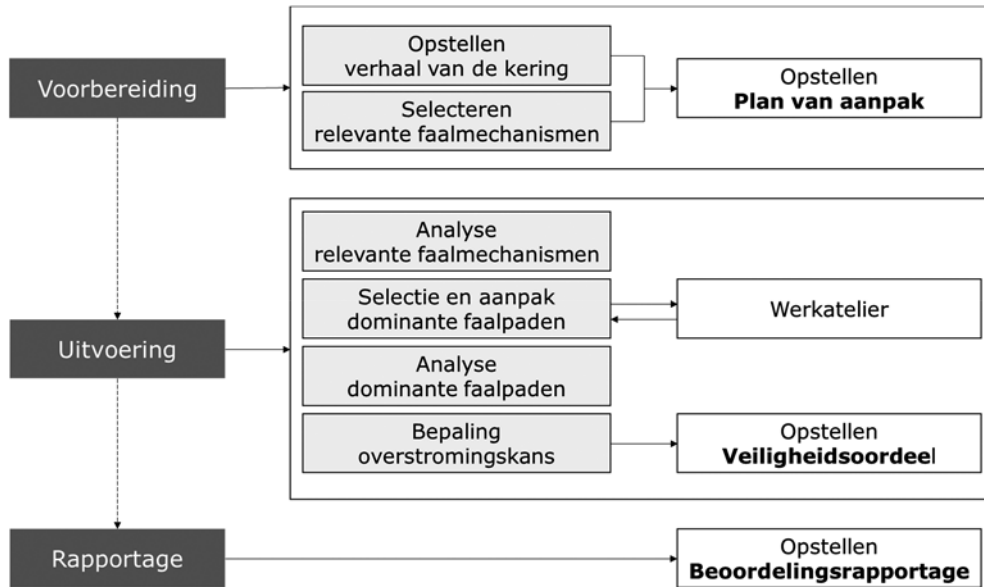 Voorbereiding
Opstellen
verhaal van de kering
Selecteren
relevante faalmechanismen
Opstellen
Plan van aanpak
Uitvoering
Analyse
relevante faalmechanismen
Selectie en aanpak
dominante faalpaden
Werkatelier
Analyse
dominante faalpaden
Bepaling
overstromingskans
Opstellen
Veiligheidsoordeel
Rapportage
Opstellen
Beoordelingsrapportage